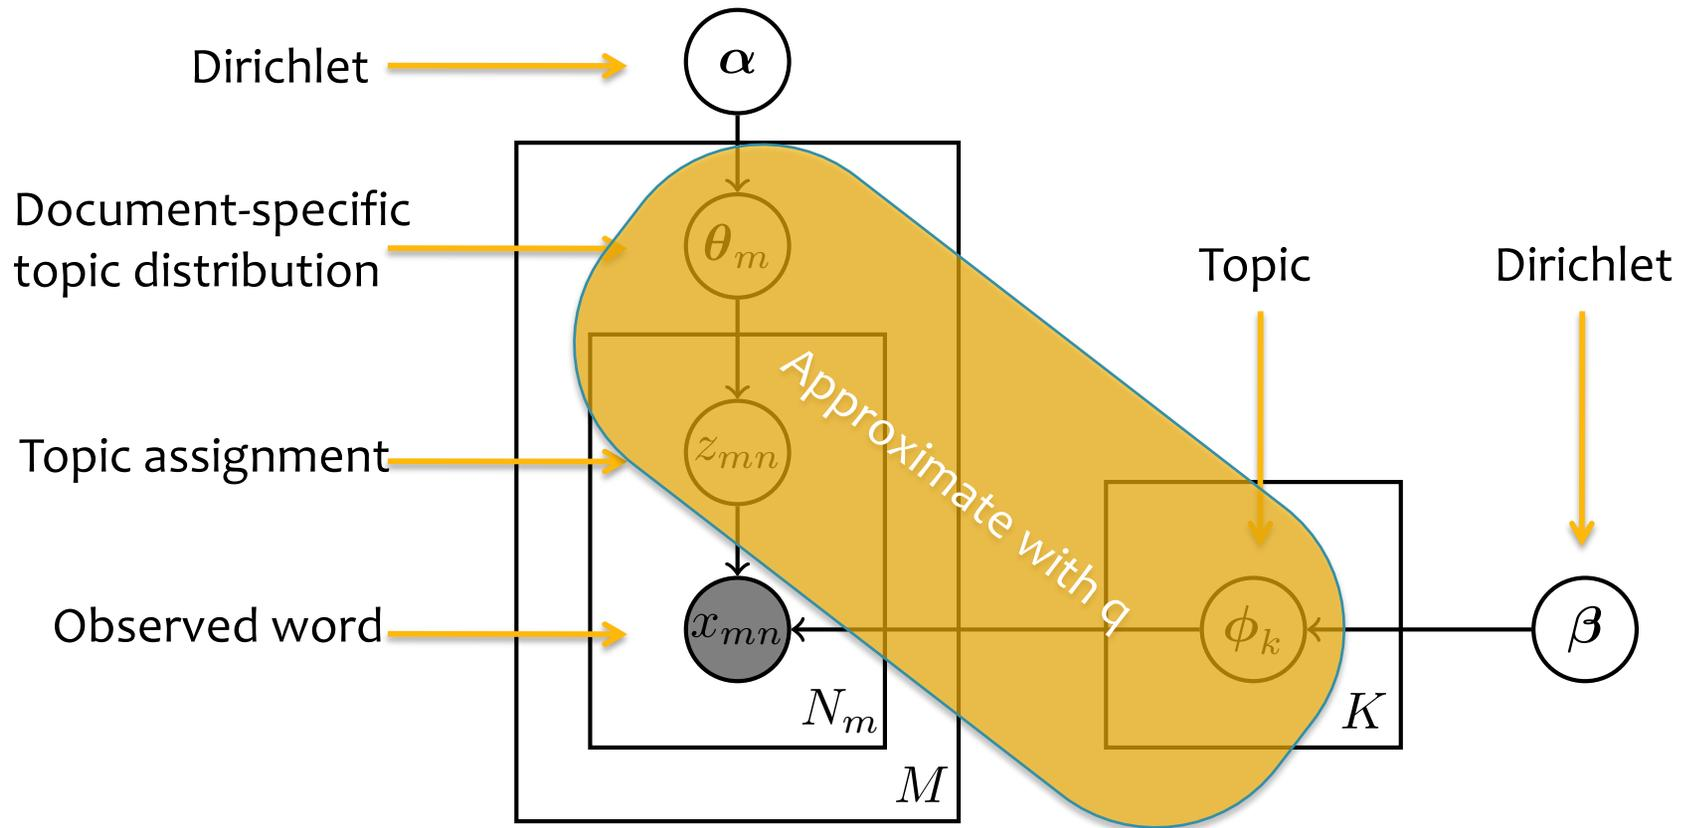 Dirichlet
α
Document-specific
topic distribution
θm
Topic
Dirichlet
Approximate with q
Topic assignment
zmn
Observed word
xmn
ϕk
β
Nm
K
M